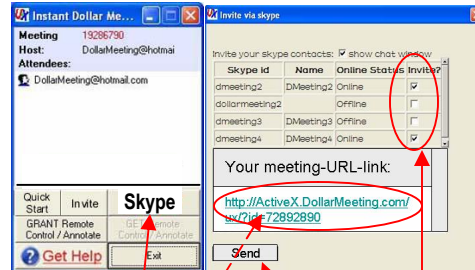 Instant Dollar Me...
Meeting 19286790
Host: DollarMeeting@hotmai
Attendees:
DollarMeeting@hotmail.com
Quick Start
Invite
Skype
GRANT Remote Control / Annotate
GET Remote Control / Annotate
Get Help
Exit
Invite via skype
Invite your skype contacts: show chat window
Skype id Name Online Status Invite?
dmeeting2 DMeeting2 Online
dollarmeeting2 Offline
dmeeting3 DMeeting3 Offline
dmeeting4 DMeeting4 Online
Your meeting-URL-link:
http://ActiveX.DollarMeeting.com/
ux/?id=72892890
Send